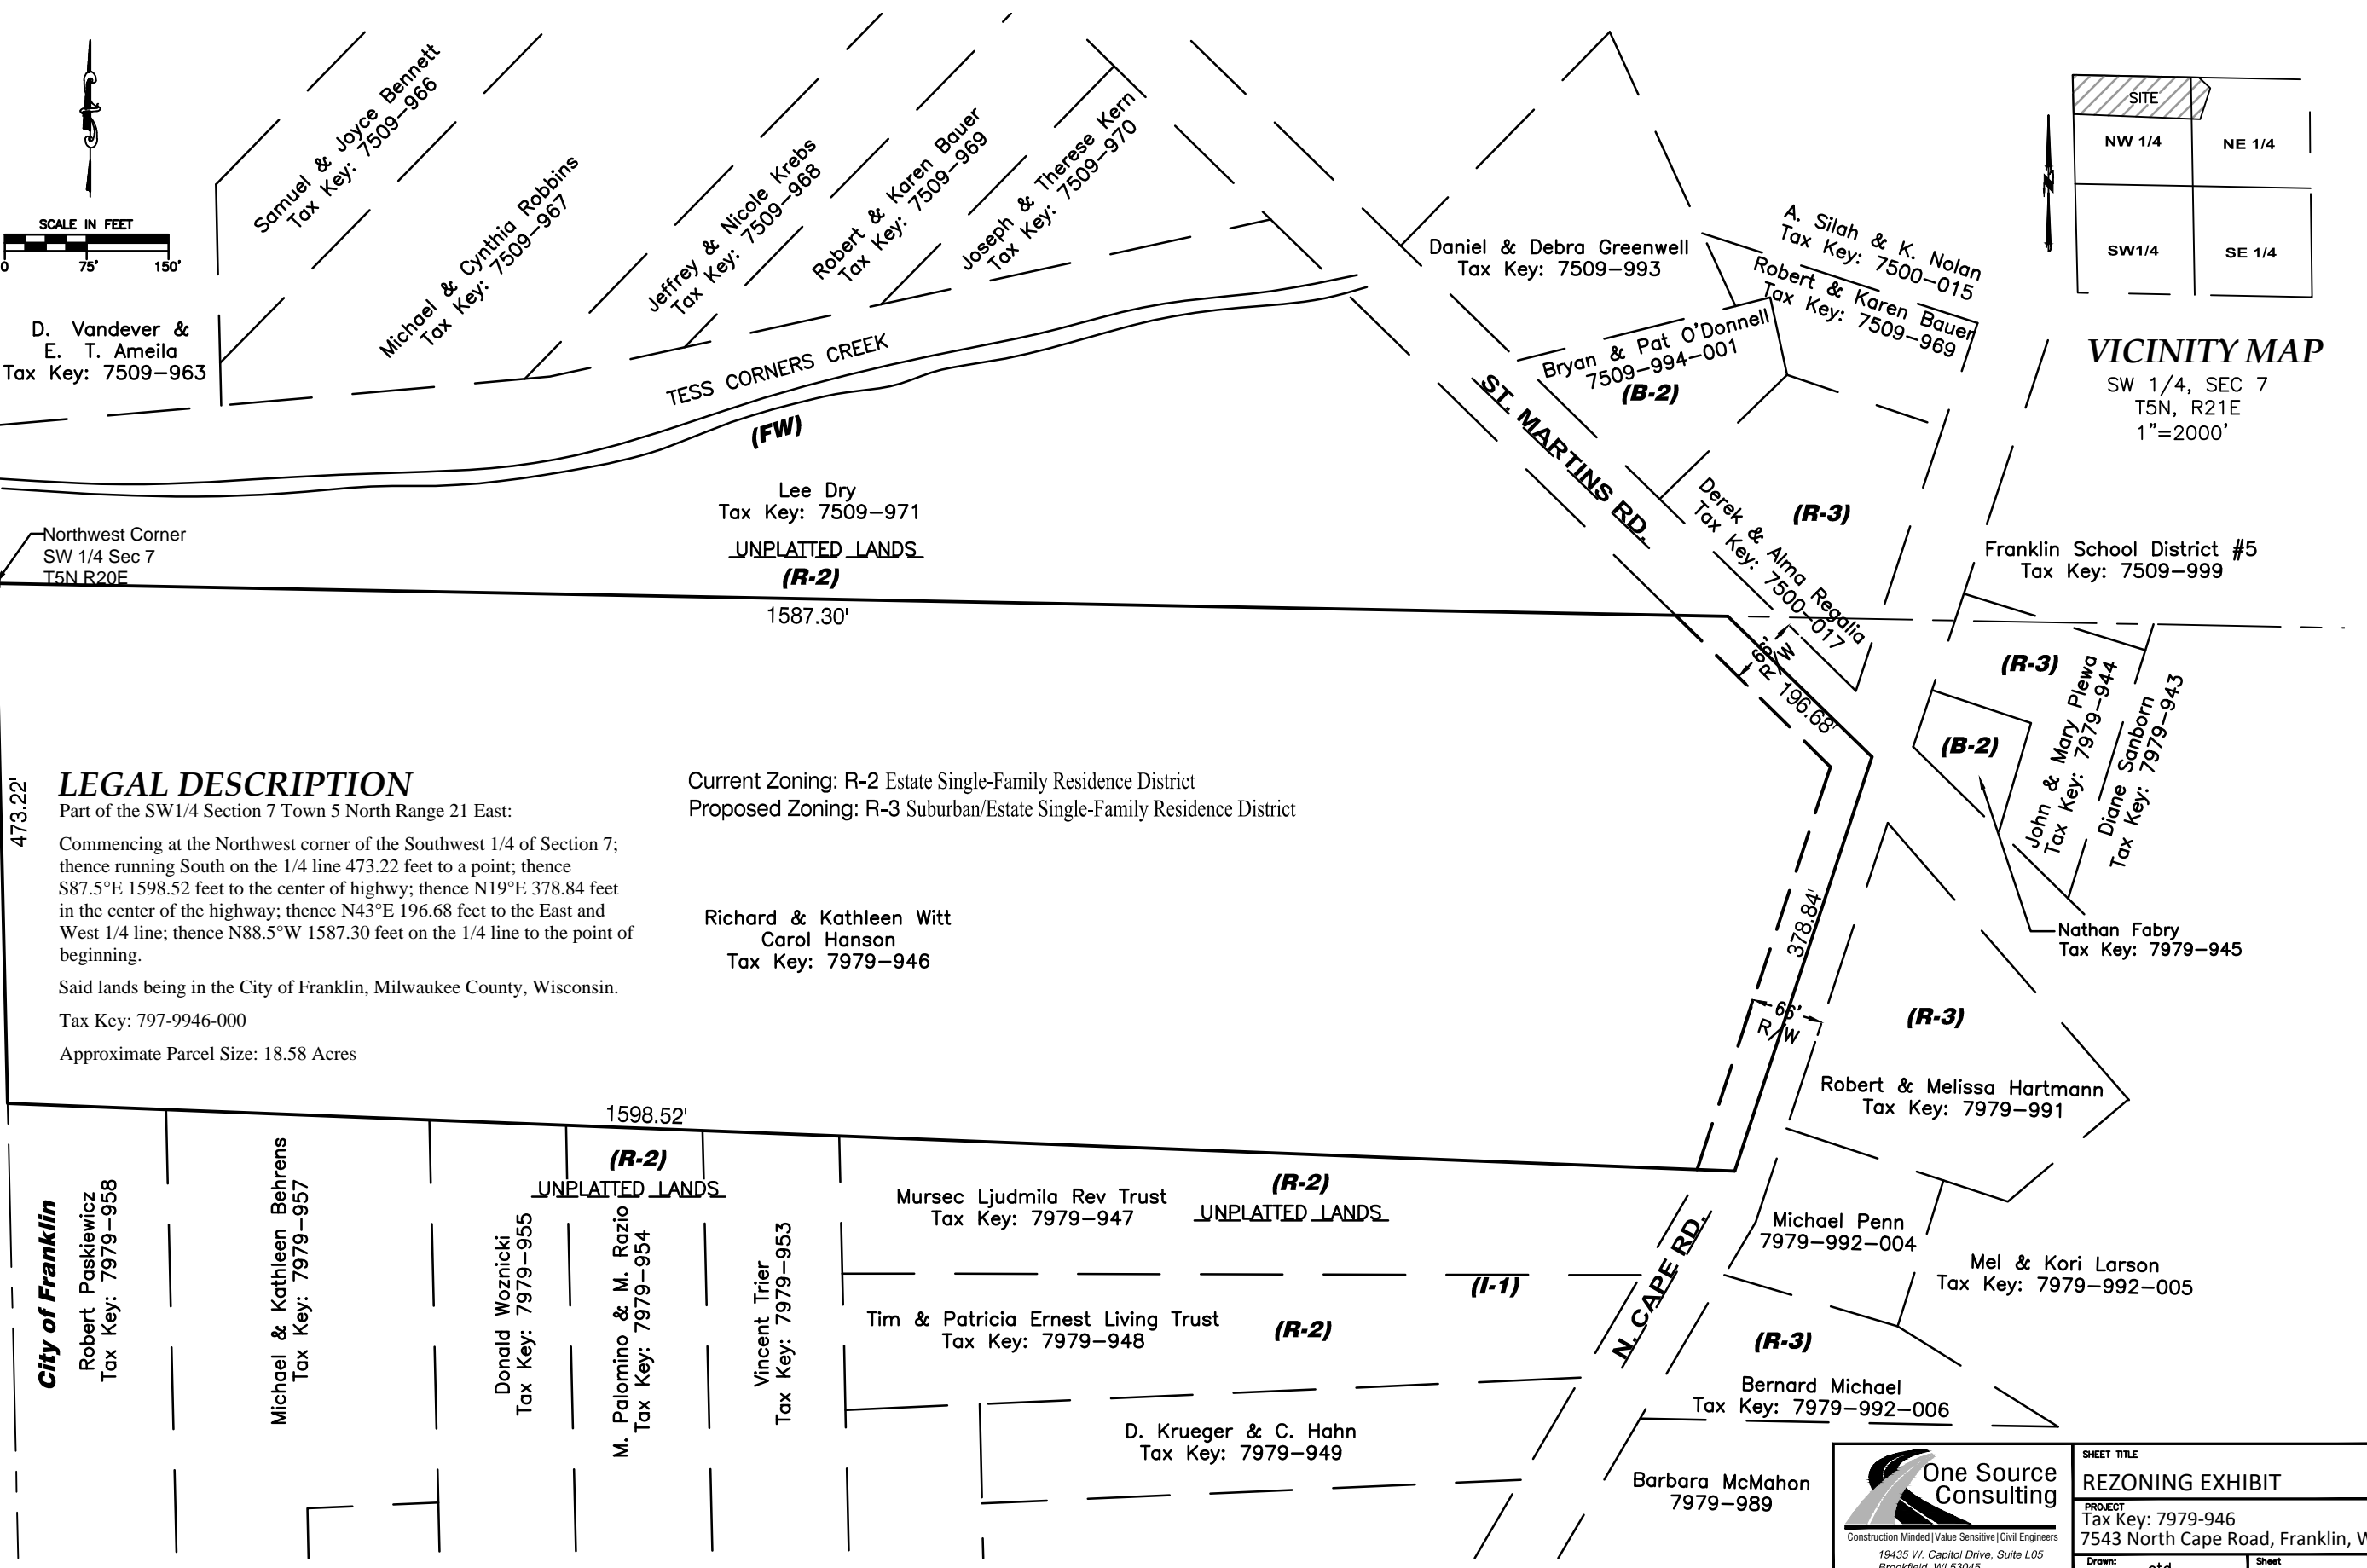 SCALE IN FEET
0 75' 150'
Samuel & Joyce Bennett
Tax Key: 7509-966
Michael & Cynthia Robbins
Tax Key: 7509-967
Jeffrey & Nicole Krebs
Tax Key: 7509-968
Robert & Karen Bauer
Tax Key: 7509-969
Joseph & Therese Kern
Tax Key: 7509-970
D. Vandever &
E. T. Ameila
Tax Key: 7509-963
TESS CORNERS CREEK
(FW)
Daniel & Debra Greenwell
Tax Key: 7509-993
A. Silah & K. Nolan
Tax Key: 7500-015
Robert & Karen Bauer
Tax Key: 7509-969
Bryan & Pat O'Donnell
7509-994-001
(B-2)
SITE
NW 1/4
NE 1/4
SW1/4
SE 1/4
N
VICINITY MAP
SW 1/4, SEC 7
T5N, R21E
1"=2000'
ST. MARTINS RD.
Lee Dry
Tax Key: 7509-971
UNPLATTED LANDS
(R-2)
Northwest Corner
SW 1/4 Sec 7
T5N R20E
1587.30'
Derek & Alma Regalia
Tax Key: 7500-017
(R-3)
Franklin School District #5
Tax Key: 7509-999
66'
R/W
196.68'
(R-3)
John & Mary Plewa
Tax Key: 7979-944
Diane Sanborn
Tax Key: 7979-943
(B-2)
Nathan Fabry
Tax Key: 7979-945
473.22'
LEGAL DESCRIPTION
Part of the SW1/4 Section 7 Town 5 North Range 21 East:
Commencing at the Northwest corner of the Southwest 1/4 of Section 7;
thence running South on the 1/4 line 473.22 feet to a point; thence
S87.5°E 1598.52 feet to the center of highwy; thence N19°E 378.84 feet
in the center of the highway; thence N43°E 196.68 feet to the East and
West 1/4 line; thence N88.5°W 1587.30 feet on the 1/4 line to the point of
beginning.
Said lands being in the City of Franklin, Milwaukee County, Wisconsin.
Tax Key: 797-9946-000
Approximate Parcel Size: 18.58 Acres
Current Zoning: R-2 Estate Single-Family Residence District
Proposed Zoning: R-3 Suburban/Estate Single-Family Residence District
Richard & Kathleen Witt
Carol Hanson
Tax Key: 7979-946
378.84'
66'
R/W
(R-3)
Robert & Melissa Hartmann
Tax Key: 7979-991
1598.52'
City of Franklin
Robert Paskiewicz
Tax Key: 7979-958
Michael & Kathleen Behrens
Tax Key: 7979-957
(R-2)
UNPLATTED LANDS
Donald Woznicki
Tax Key: 7979-955
M. Palomino & M. Razio
Tax Key: 7979-954
Vincent Trier
Tax Key: 7979-953
Mursec Ljudmila Rev Trust
Tax Key: 7979-947
(R-2)
UNPLATTED LANDS
(I-1)
Tim & Patricia Ernest Living Trust
Tax Key: 7979-948
(R-2)
N. CAPE RD.
D. Krueger & C. Hahn
Tax Key: 7979-949
Michael Penn
7979-992-004
Mel & Kori Larson
Tax Key: 7979-992-005
(R-3)
Bernard Michael
Tax Key: 7979-992-006
Barbara McMahon
7979-989
One Source
Consulting
Construction Minded|Value Sensitive|Civil Engineers
19435 W. Capitol Drive, Suite L05
Brookfield, WI 53045
SHEET TITLE
REZONING EXHIBIT
PROJECT
Tax Key: 7979-946
7543 North Cape Road, Franklin,
Drawn:
Sheet